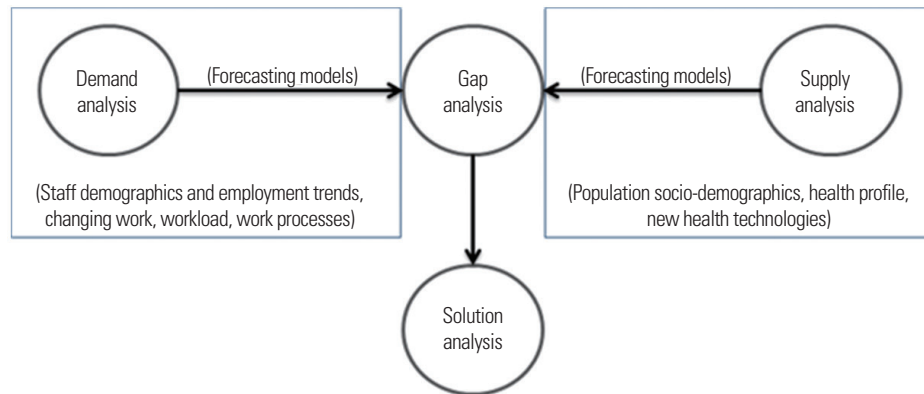 Demand
analysis
(Forecasting models)
Gap
analysis
(Forecasting models)
Supply
analysis
(Staff demographics and employment trends,
changing work, workload, work processes)
(Population socio-demographics, health profile,
new health technologies)
Solution
analysis